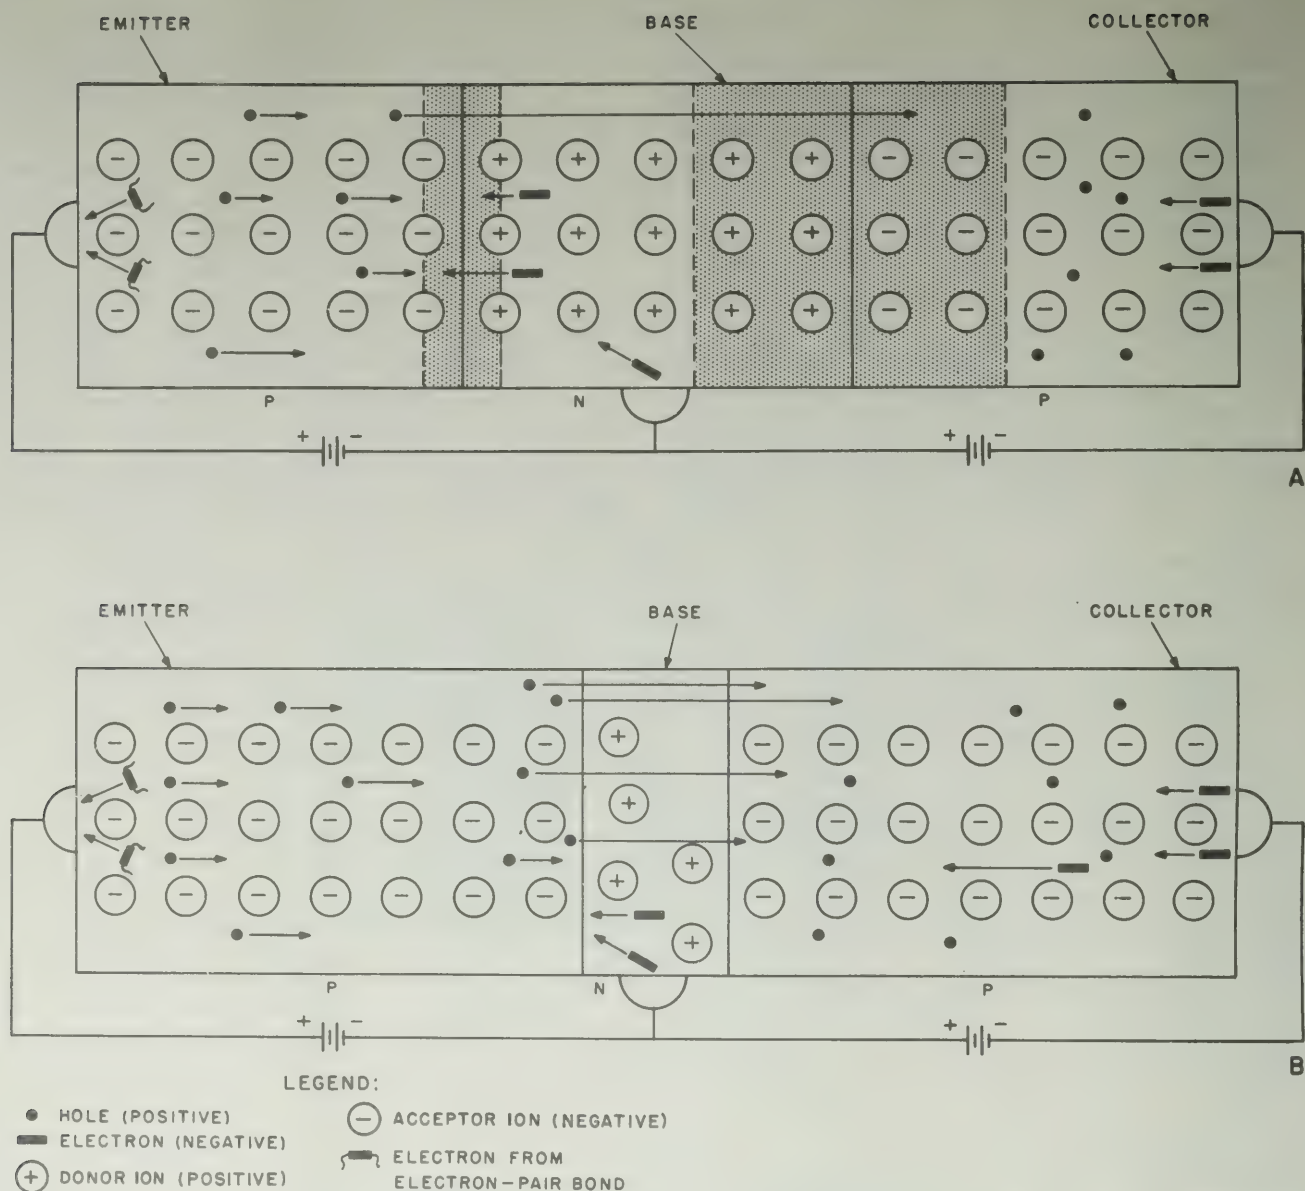 EMITTER BASE COLLECTOR
P N P
+ − + −
A
EMITTER BASE COLLECTOR
P N P
+ − + −
B
LEGEND:
HOLE (POSITIVE)
ELECTRON (NEGATIVE)
+ DONOR ION (POSITIVE)
− ACCEPTOR ION (NEGATIVE)
ELECTRON FROM
ELECTRON-PAIR BOND